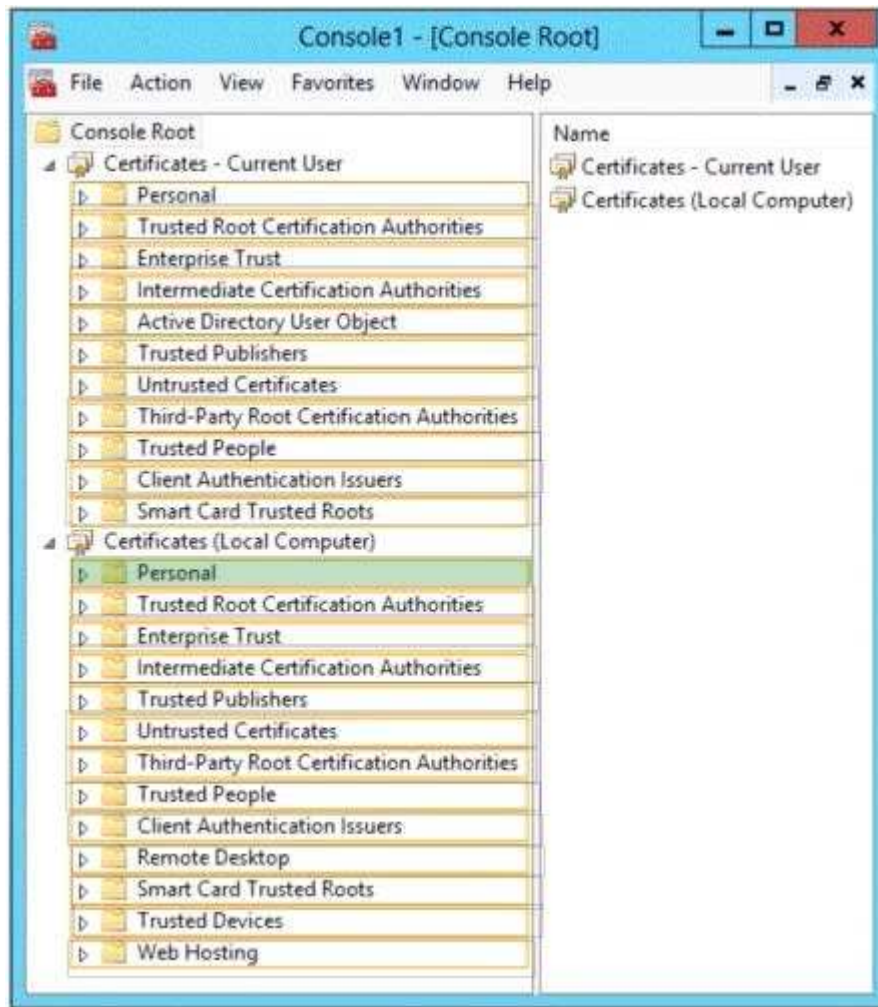 Console1 - [Console Root]
File Action View Favorites Window Help
Console Root
Certificates - Current User
Personal
Trusted Root Certification Authorities
Enterprise Trust
Intermediate Certification Authorities
Active Directory User Object
Trusted Publishers
Untrusted Certificates
Third-Party Root Certification Authorities
Trusted People
Client Authentication Issuers
Smart Card Trusted Roots
Certificates (Local Computer)
Personal
Trusted Root Certification Authorities
Enterprise Trust
Intermediate Certification Authorities
Trusted Publishers
Untrusted Certificates
Third-Party Root Certification Authorities
Trusted People
Client Authentication Issuers
Remote Desktop
Smart Card Trusted Roots
Trusted Devices
Web Hosting
Name
Certificates - Current User
Certificates (Local Computer)